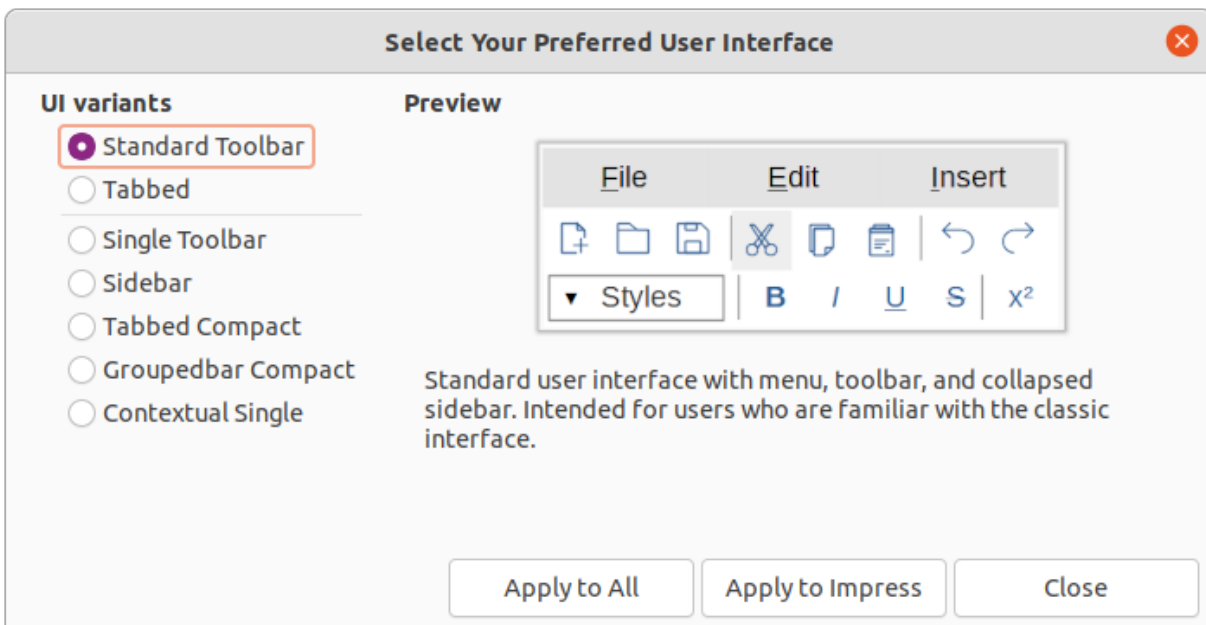 Select Your Preferred User Interface
UI variants
Standard Toolbar
Tabbed
Single Toolbar
Sidebar
Tabbed Compact
Groupedbar Compact
Contextual Single
Preview
File Edit Insert
Styles B I U S x²
Standard user interface with menu, toolbar, and collapsed
sidebar. Intended for users who are familiar with the classic
interface.
Apply to All Apply to Impress Close